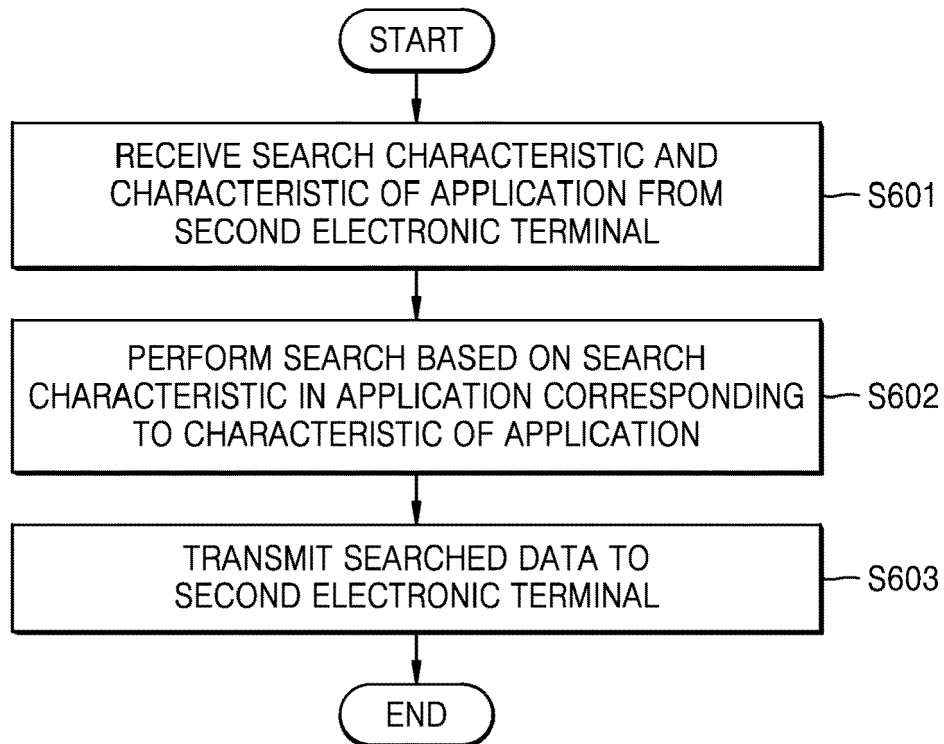 START
RECEIVE SEARCH CHARACTERISTIC AND
CHARACTERISTIC OF APPLICATION FROM
SECOND ELECTRONIC TERMINAL
S601
PERFORM SEARCH BASED ON SEARCH
CHARACTERISTIC IN APPLICATION CORRESPONDING
TO CHARACTERISTIC OF APPLICATION
S602
TRANSMIT SEARCHED DATA TO
SECOND ELECTRONIC TERMINAL
S603
END